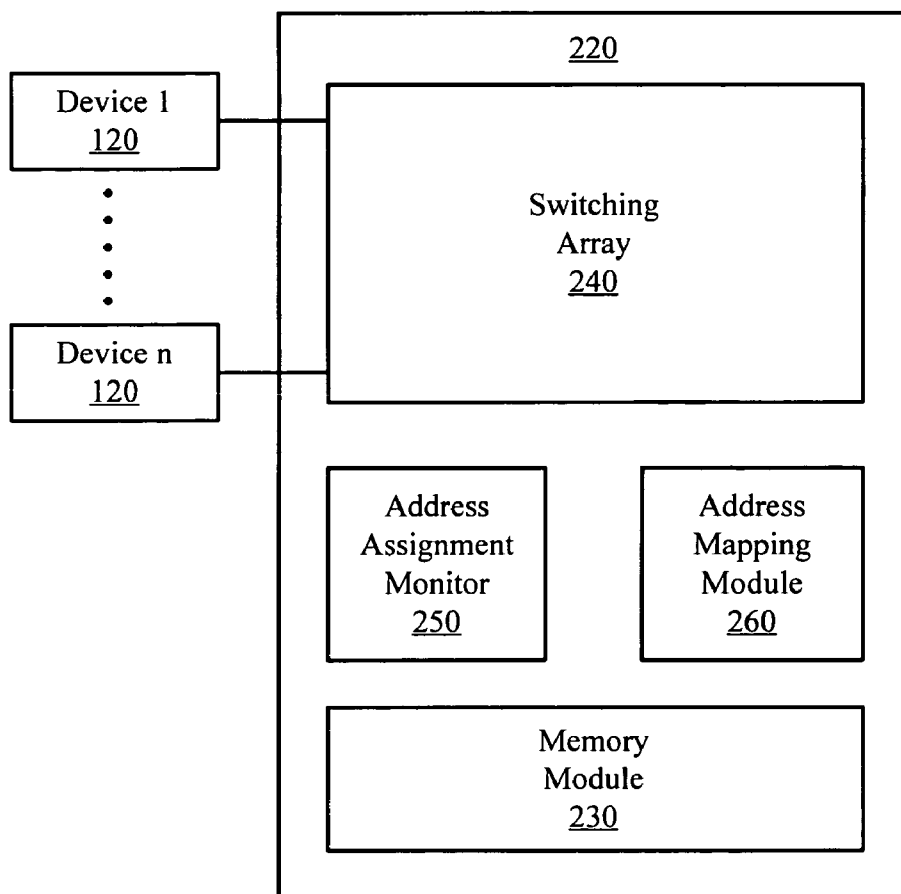 220
Device 1
120
Switching
Array
240
Device n
120
Address
Assignment
Monitor
250
Address
Mapping
Module
260
Memory
Module
230